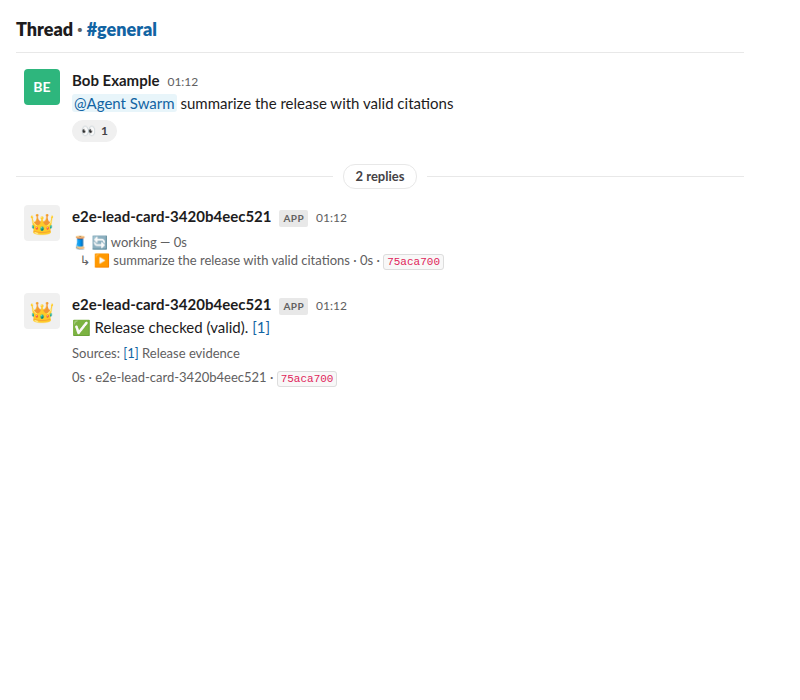 Thread • #general
BE
Bob Example 01:12
@Agent Swarm summarize the release with valid citations
👀 1
2 replies
e2e-lead-card-3420b4eec521 APP 01:12
🧵 🔄 working — 0s
↳ ▶️ summarize the release with valid citations · 0s · 75aca700
e2e-lead-card-3420b4eec521 APP 01:12
✅ Release checked (valid). [1]
Sources: [1] Release evidence
0s · e2e-lead-card-3420b4eec521 · 75aca700